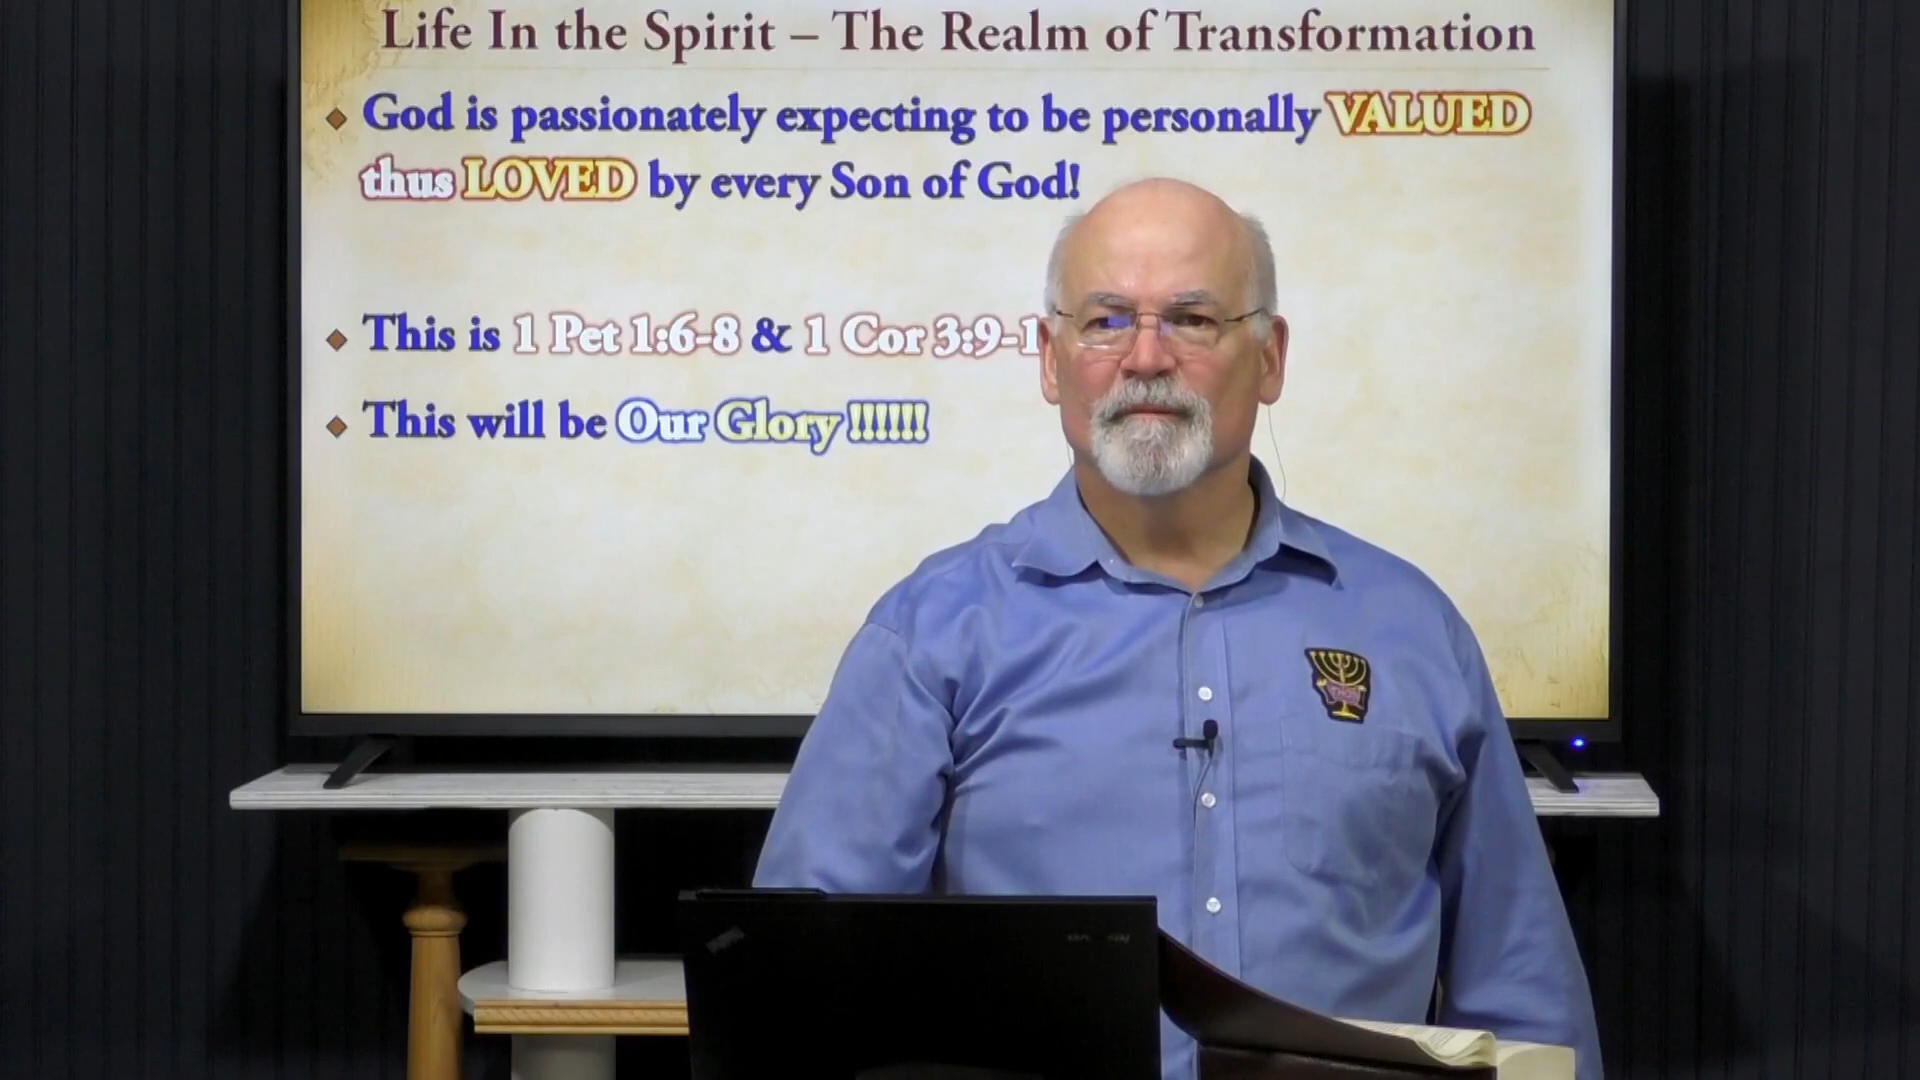 Life In the Spirit – The Realm of Transformation
God is passionately expecting to be personally VALUED
thus LOVED by every Son of God!
This is 1 Pet 1:6-8 & 1 Cor 3:9-1
This will be Our Glory !!!!!!